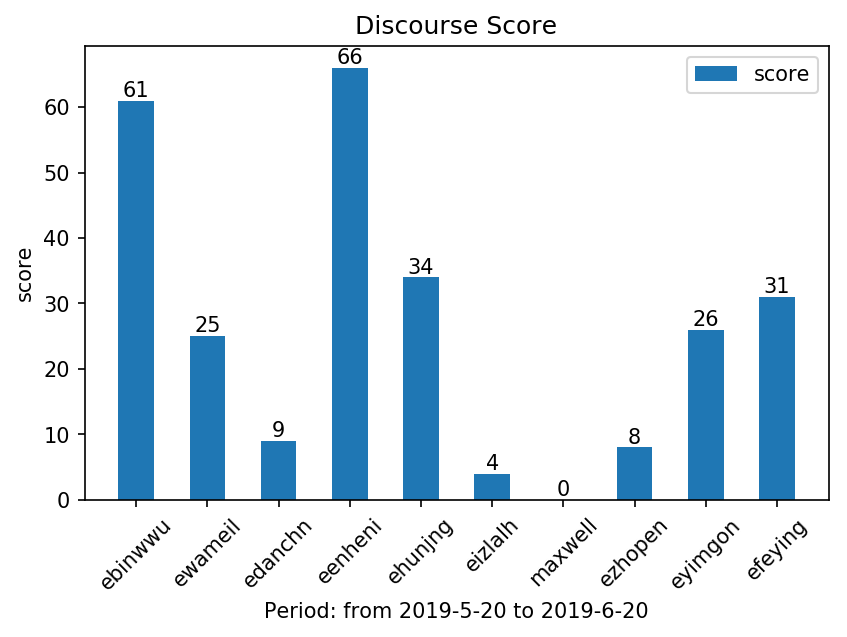 Discourse Score
score
score
60
50
40
30
20
10
0
61
25
9
66
34
4
0
8
26
31
ebinwwu
ewameil
edanchn
eenheni
ehunjng
eizlalh
maxwell
ezhopen
eyimgon
efeying
Period: from 2019-5-20 to 2019-6-20